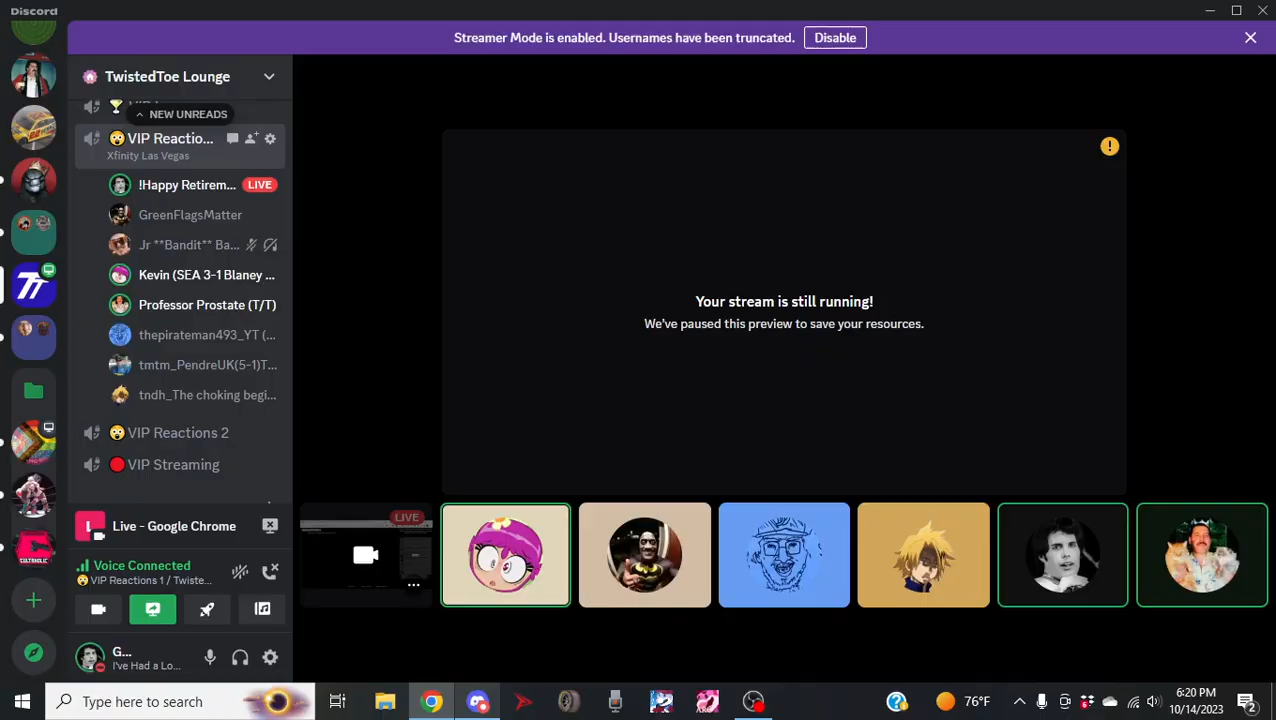 Discord
Streamer Mode is enabled. Usernames have been truncated.
Disable
TwistedToe Lounge
NEW UNREADS
VIP Reactio...
Xfinity Las Vegas
!Happy Retirem...
LIVE
GreenFlagsMatter
Jr **Bandit** Ba...
Kevin (SEA 3-1 Blaney ...
Professor Prostate (T/T)
thepirateman493_YT (...
tmtm_PendreUK(5-1)T...
tndh_The choking begi...
VIP Reactions 2
VIP Streaming
Your stream is still running!
We've paused this preview to save your resources.
LIVE
Live - Google Chrome
Voice Connected
VIP Reactions 1 / Twiste...
G...
I've Had a Lo...
CULTAHOLIC
Type here to search
76°F
6:20 PM
10/14/2023
2